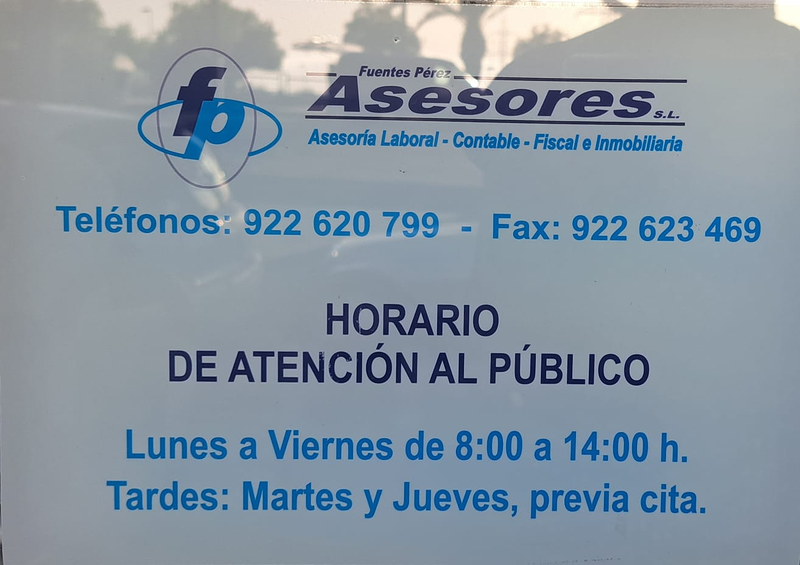 fp
Fuentes Pérez
Asesores S.L.
Asesoría Laboral - Contable - Fiscal e Inmobiliaria
Teléfonos: 922 620 799 - Fax: 922 623 469
HORARIO
DE ATENCIÓN AL PÚBLICO
Lunes a Viernes de 8:00 a 14:00 h.
Tardes: Martes y Jueves, previa cita.